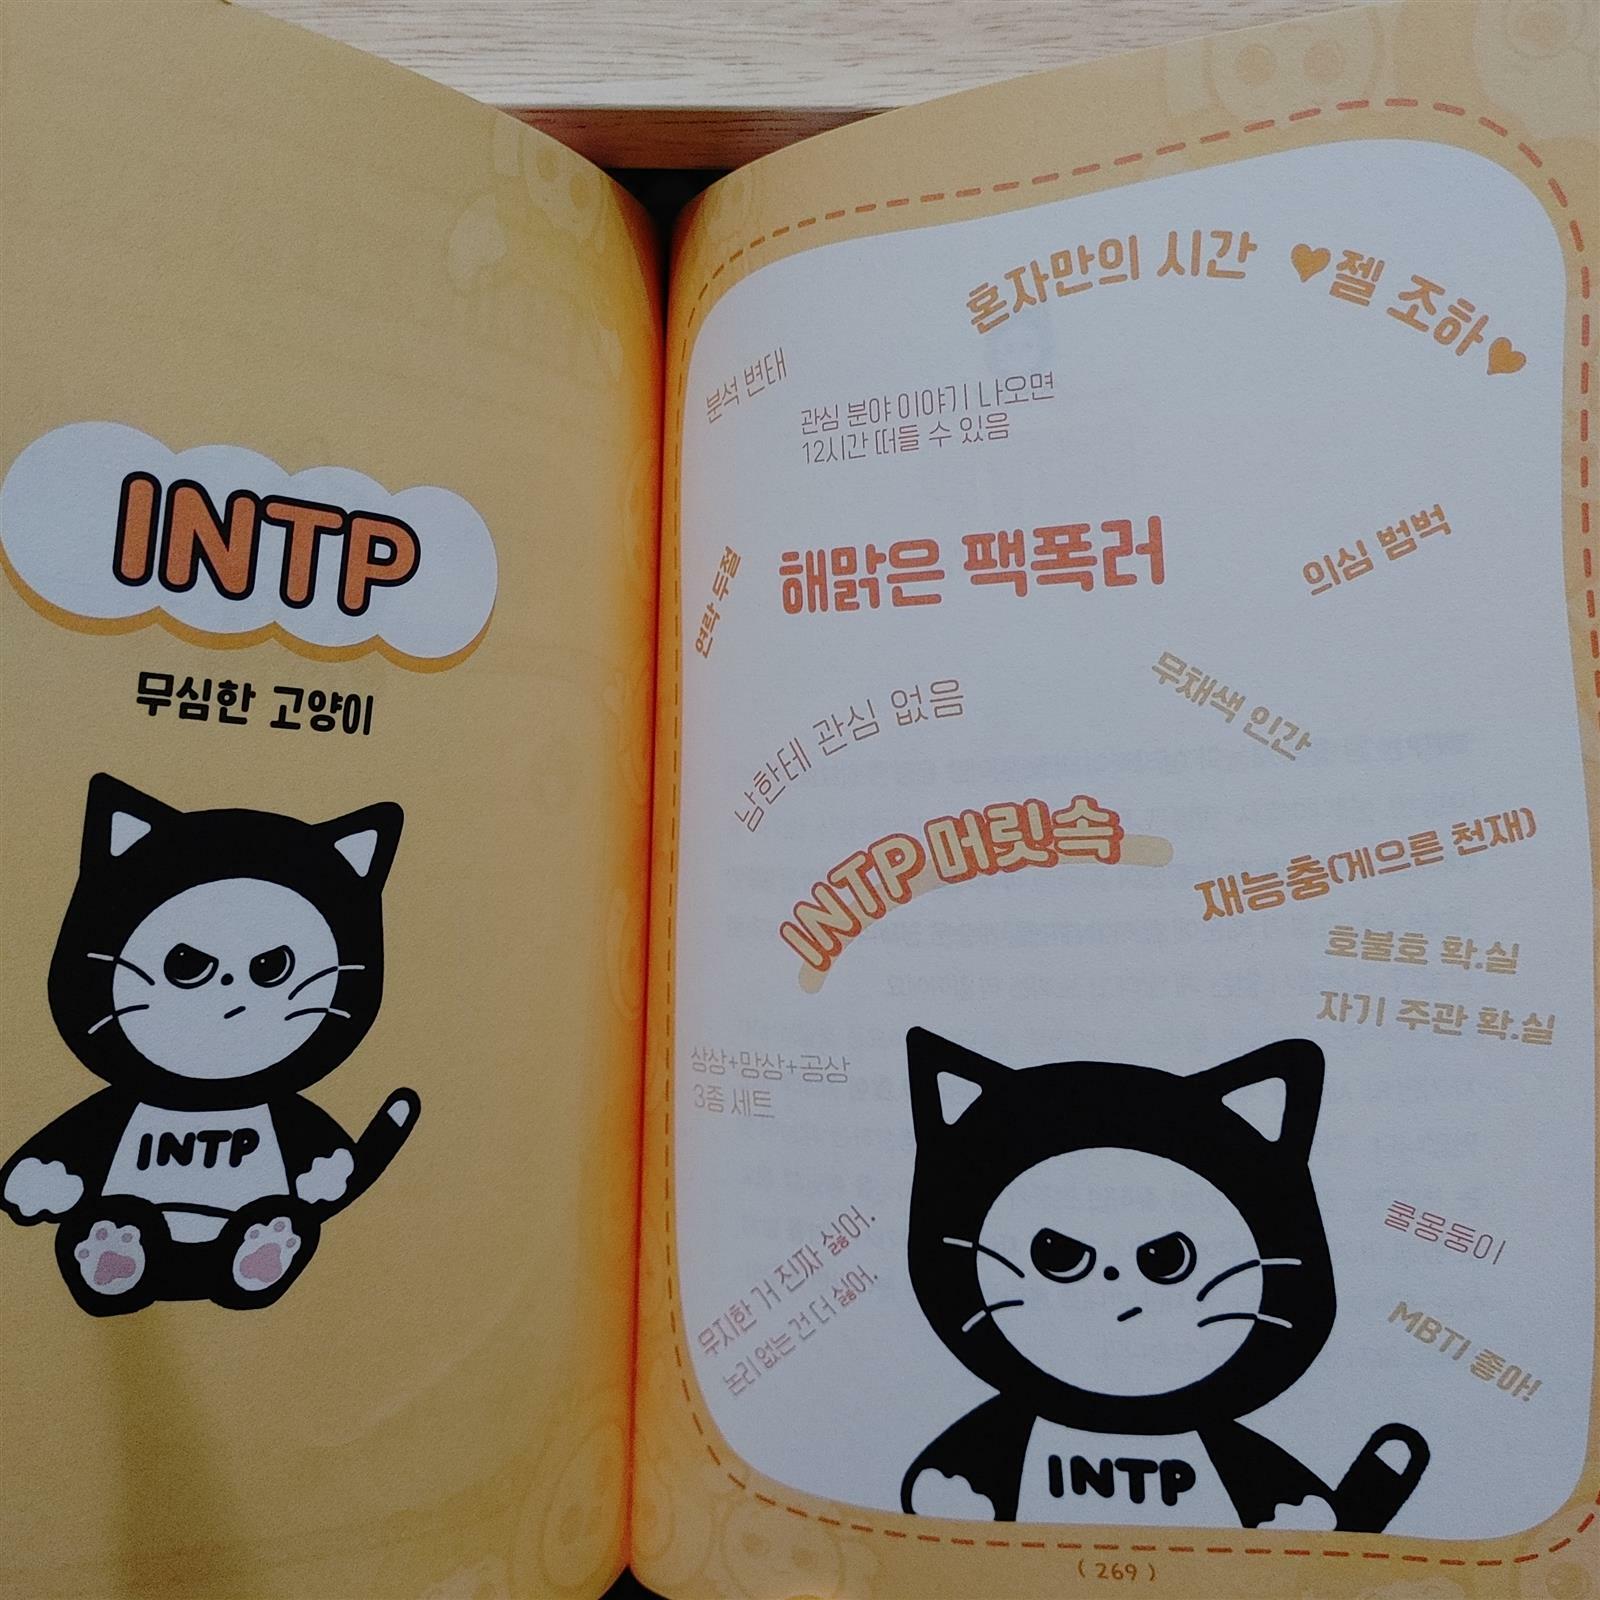 INTP
무심한 고양이
INTP
혼자만의 시간 ♥젤 조하♥
분석 변태
관심 분야 이야기 나오면
12시간 떠들 수 있음
해맑은 팩폭러
의심 범벅
연락 두절
무채색 인간
남한테 관심 없음
INTP 머릿속
재능충(게으른 천재)
호불호 확.실
자기 주관 확.실
상상+망상+공상
3종 세트
무지한 거 진짜 싫어.
논리 없는 건 더 싫어.
쿨몽둥이
MBTI 좋아!
INTP
( 269 )